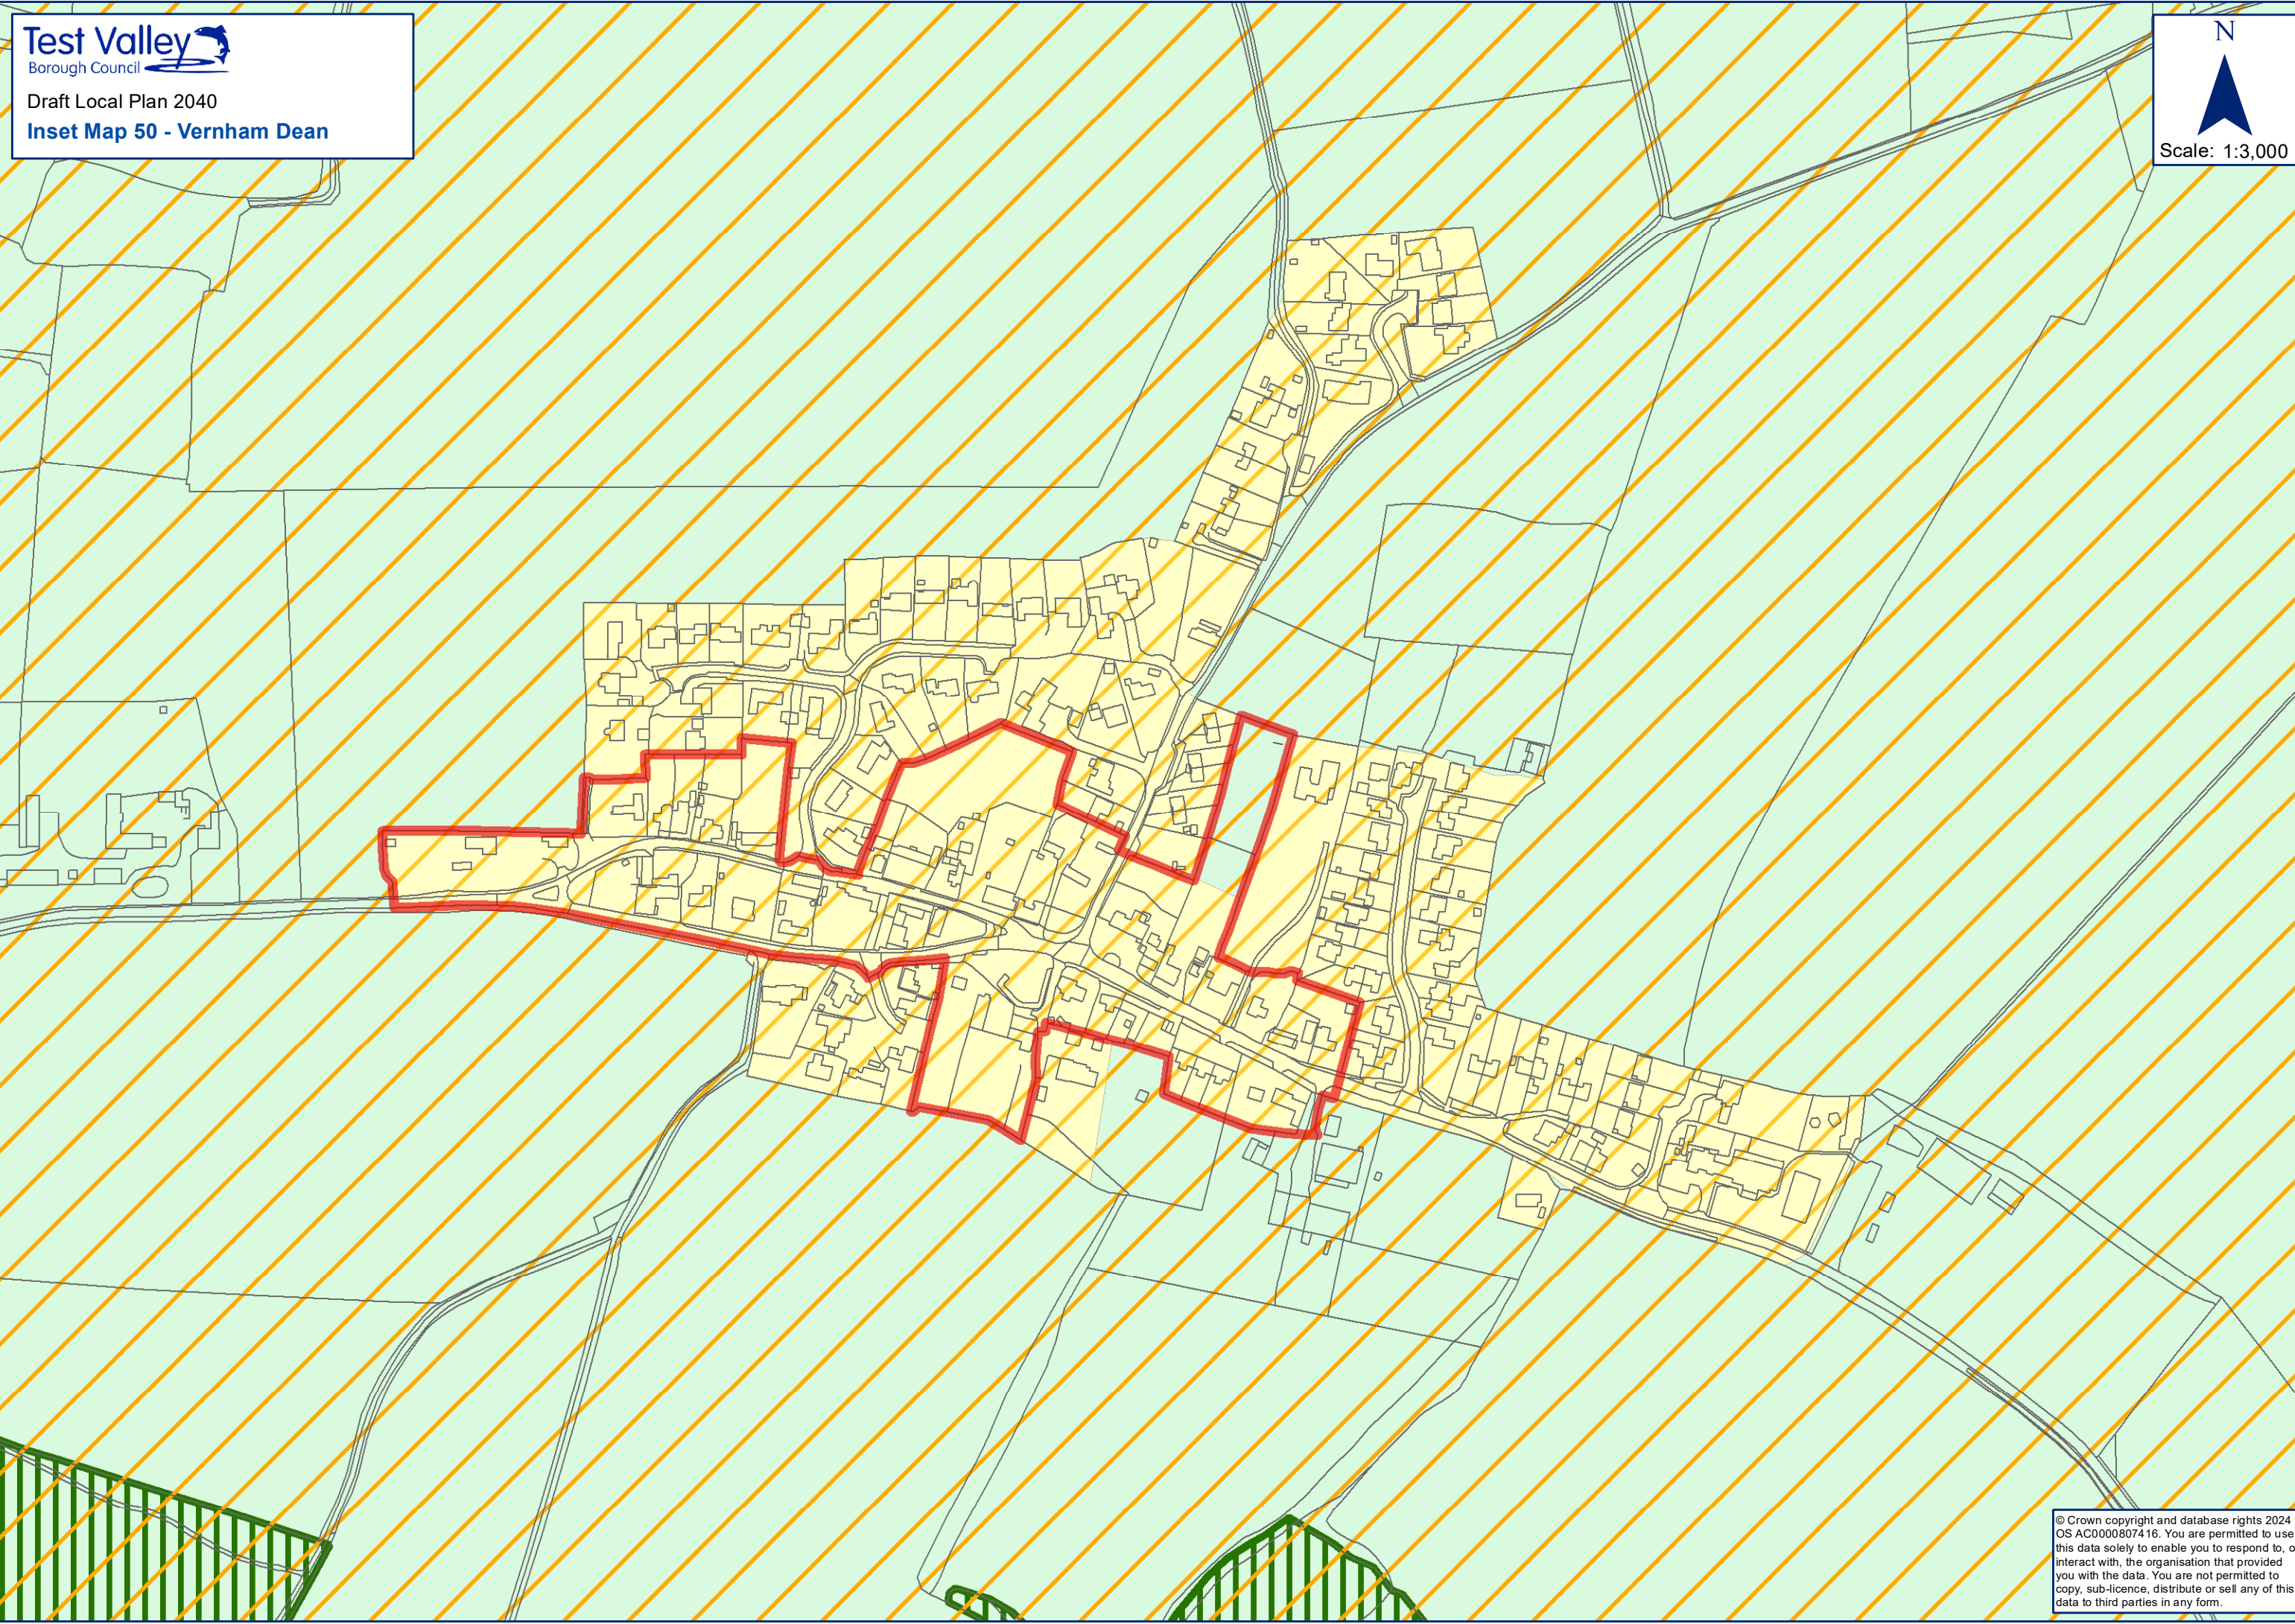 Test Valley
Borough Council
Draft Local Plan 2040
Inset Map 50 - Vernham Dean
N
Scale: 1:3,000
© Crown copyright and database rights 2024
OS AC0000807416. You are permitted to use
this data solely to enable you to respond to, o
interact with, the organisation that provided
you with the data. You are not permitted to
copy, sub-licence, distribute or sell any of this
data to third parties in any form.